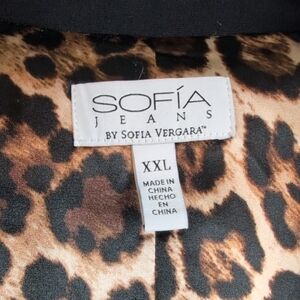 SOFÍA
JEANS
BY SOFIA VERGARA™
XXL
MADE IN
CHINA
HECHO
EN
CHINA